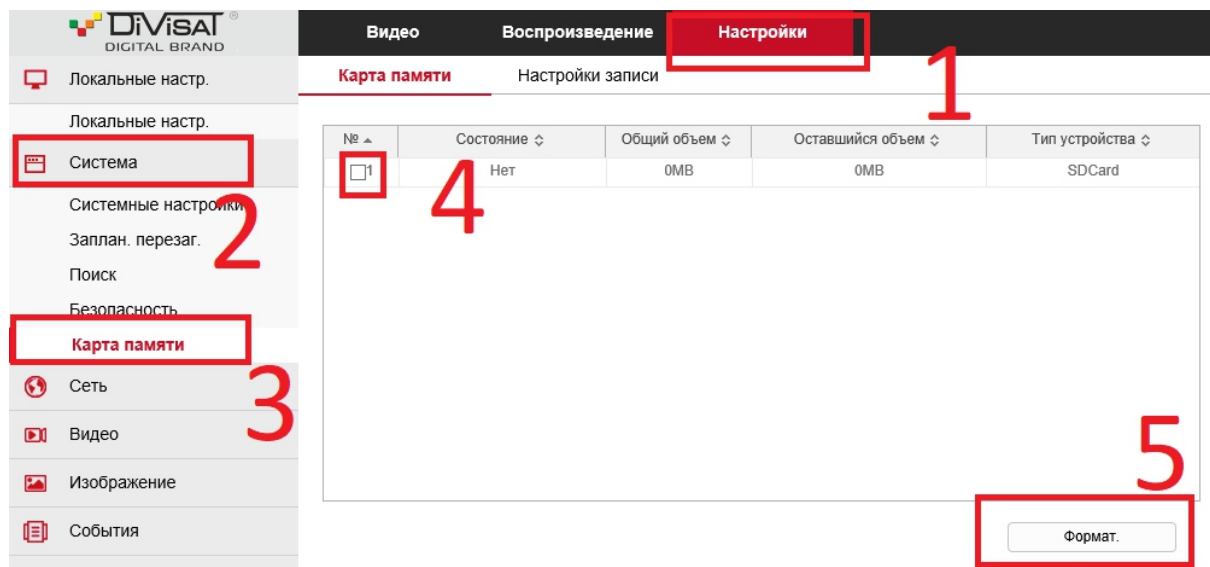 DiViSAT ®
DIGITAL BRAND
Видео Воспроизведение Настройки
1
Локальные настр.
Карта памяти Настройки записи
Локальные настр.
№ Состояние Общий объем Оставшийся объем Тип устройства
Система
1 Нет 0MB 0MB SDCard
4
2
Системные настройки
Заплан. перезаг.
Поиск
Безопасность
Карта памяти
3
Сеть
Видео
5
Изображение
События
Формат.